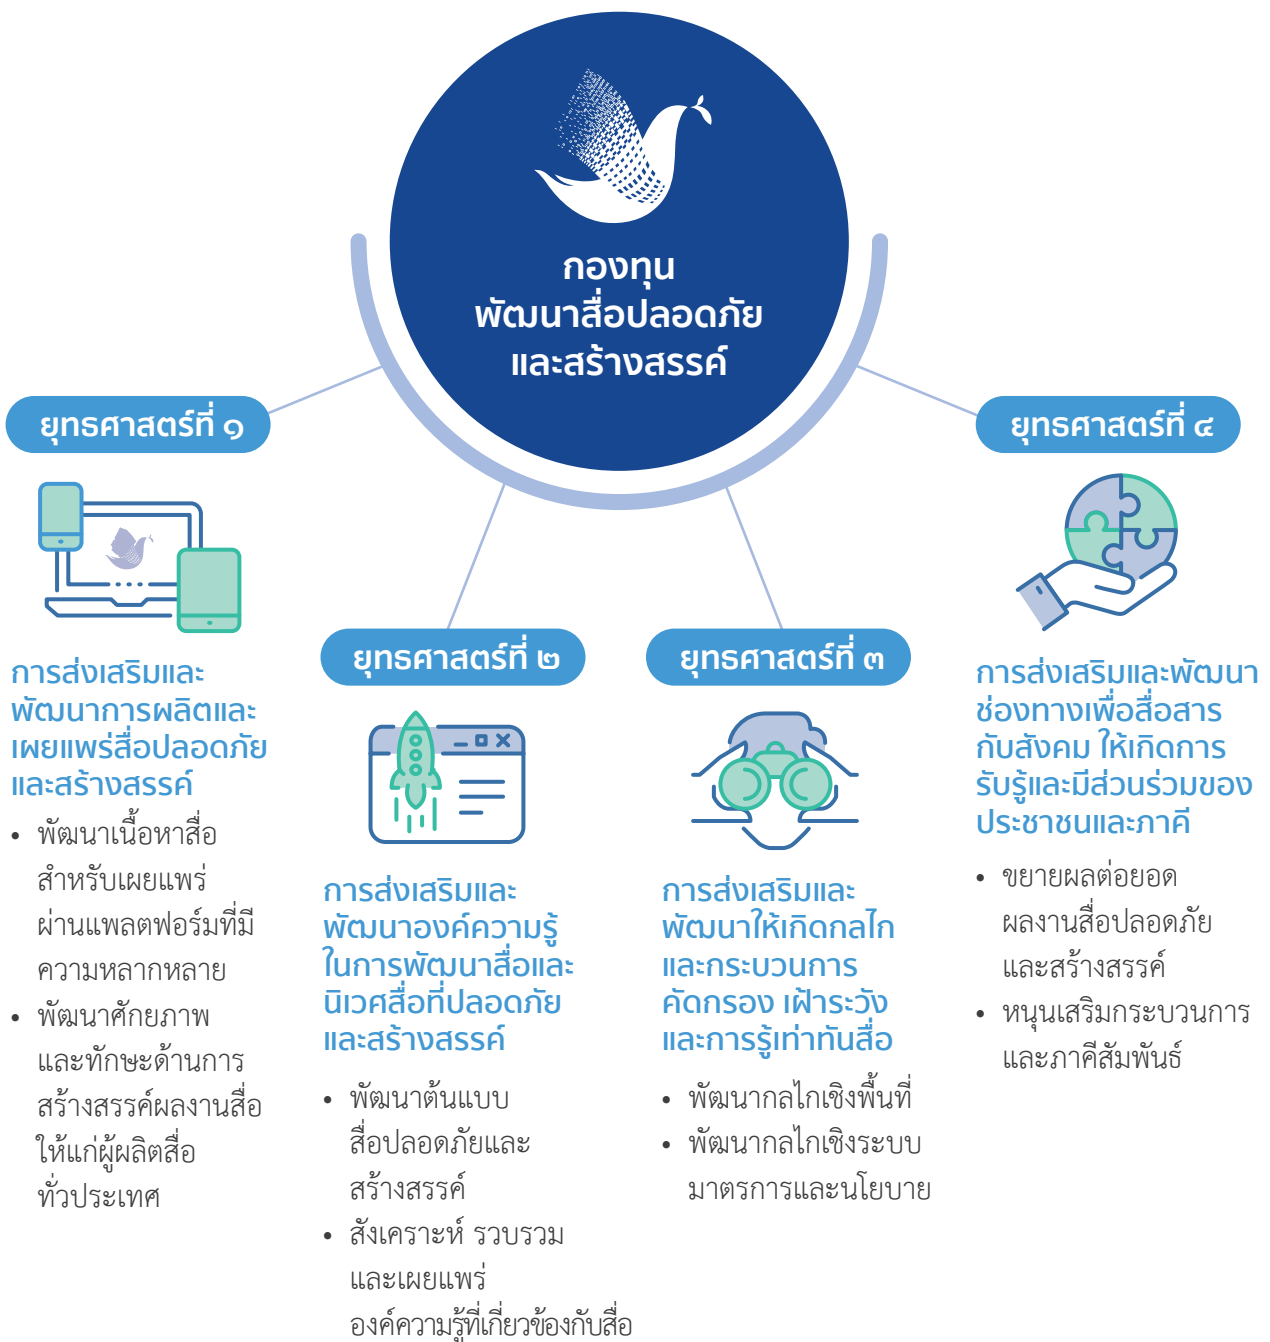 กองทุน
พัฒนาสื่อปลอดภัย
และสร้างสรรค์
ยุทธศาสตร์ที่ ๑
การส่งเสริมและ
พัฒนาการผลิตและ
เผยแพร่สื่อปลอดภัย
และสร้างสรรค์
• พัฒนาเนื้อหาสื่อ
สำหรับเผยแพร่
ผ่านแพลตฟอร์มที่มี
ความหลากหลาย
• พัฒนาศักยภาพ
และทักษะด้านการ
สร้างสรรค์ผลงานสื่อ
ให้แก่ผู้ผลิตสื่อ
ทั่วประเทศ
ยุทธศาสตร์ที่ ๒
การส่งเสริมและ
พัฒนาองค์ความรู้
ในการพัฒนาสื่อและ
นิเวศสื่อที่ปลอดภัย
และสร้างสรรค์
• พัฒนาต้นแบบ
สื่อปลอดภัยและ
สร้างสรรค์
• สังเคราะห์ รวบรวม
และเผยแพร่
องค์ความรู้ที่เกี่ยวข้องกับสื่อ
ยุทธศาสตร์ที่ ๓
การส่งเสริมและ
พัฒนาให้เกิดกลไก
และกระบวนการ
คัดกรอง เฝ้าระวัง
และการรู้เท่าทันสื่อ
• พัฒนากลไกเชิงพื้นที่
• พัฒนากลไกเชิงระบบ
มาตรการและนโยบาย
ยุทธศาสตร์ที่ ๔
การส่งเสริมและพัฒนา
ช่องทางเพื่อสื่อสาร
กับสังคม ให้เกิดการ
รับรู้และมีส่วนร่วมของ
ประชาชนและภาคี
• ขยายผลต่อยอด
ผลงานสื่อปลอดภัย
และสร้างสรรค์
• หนุนเสริมกระบวนการ
และภาคีสัมพันธ์